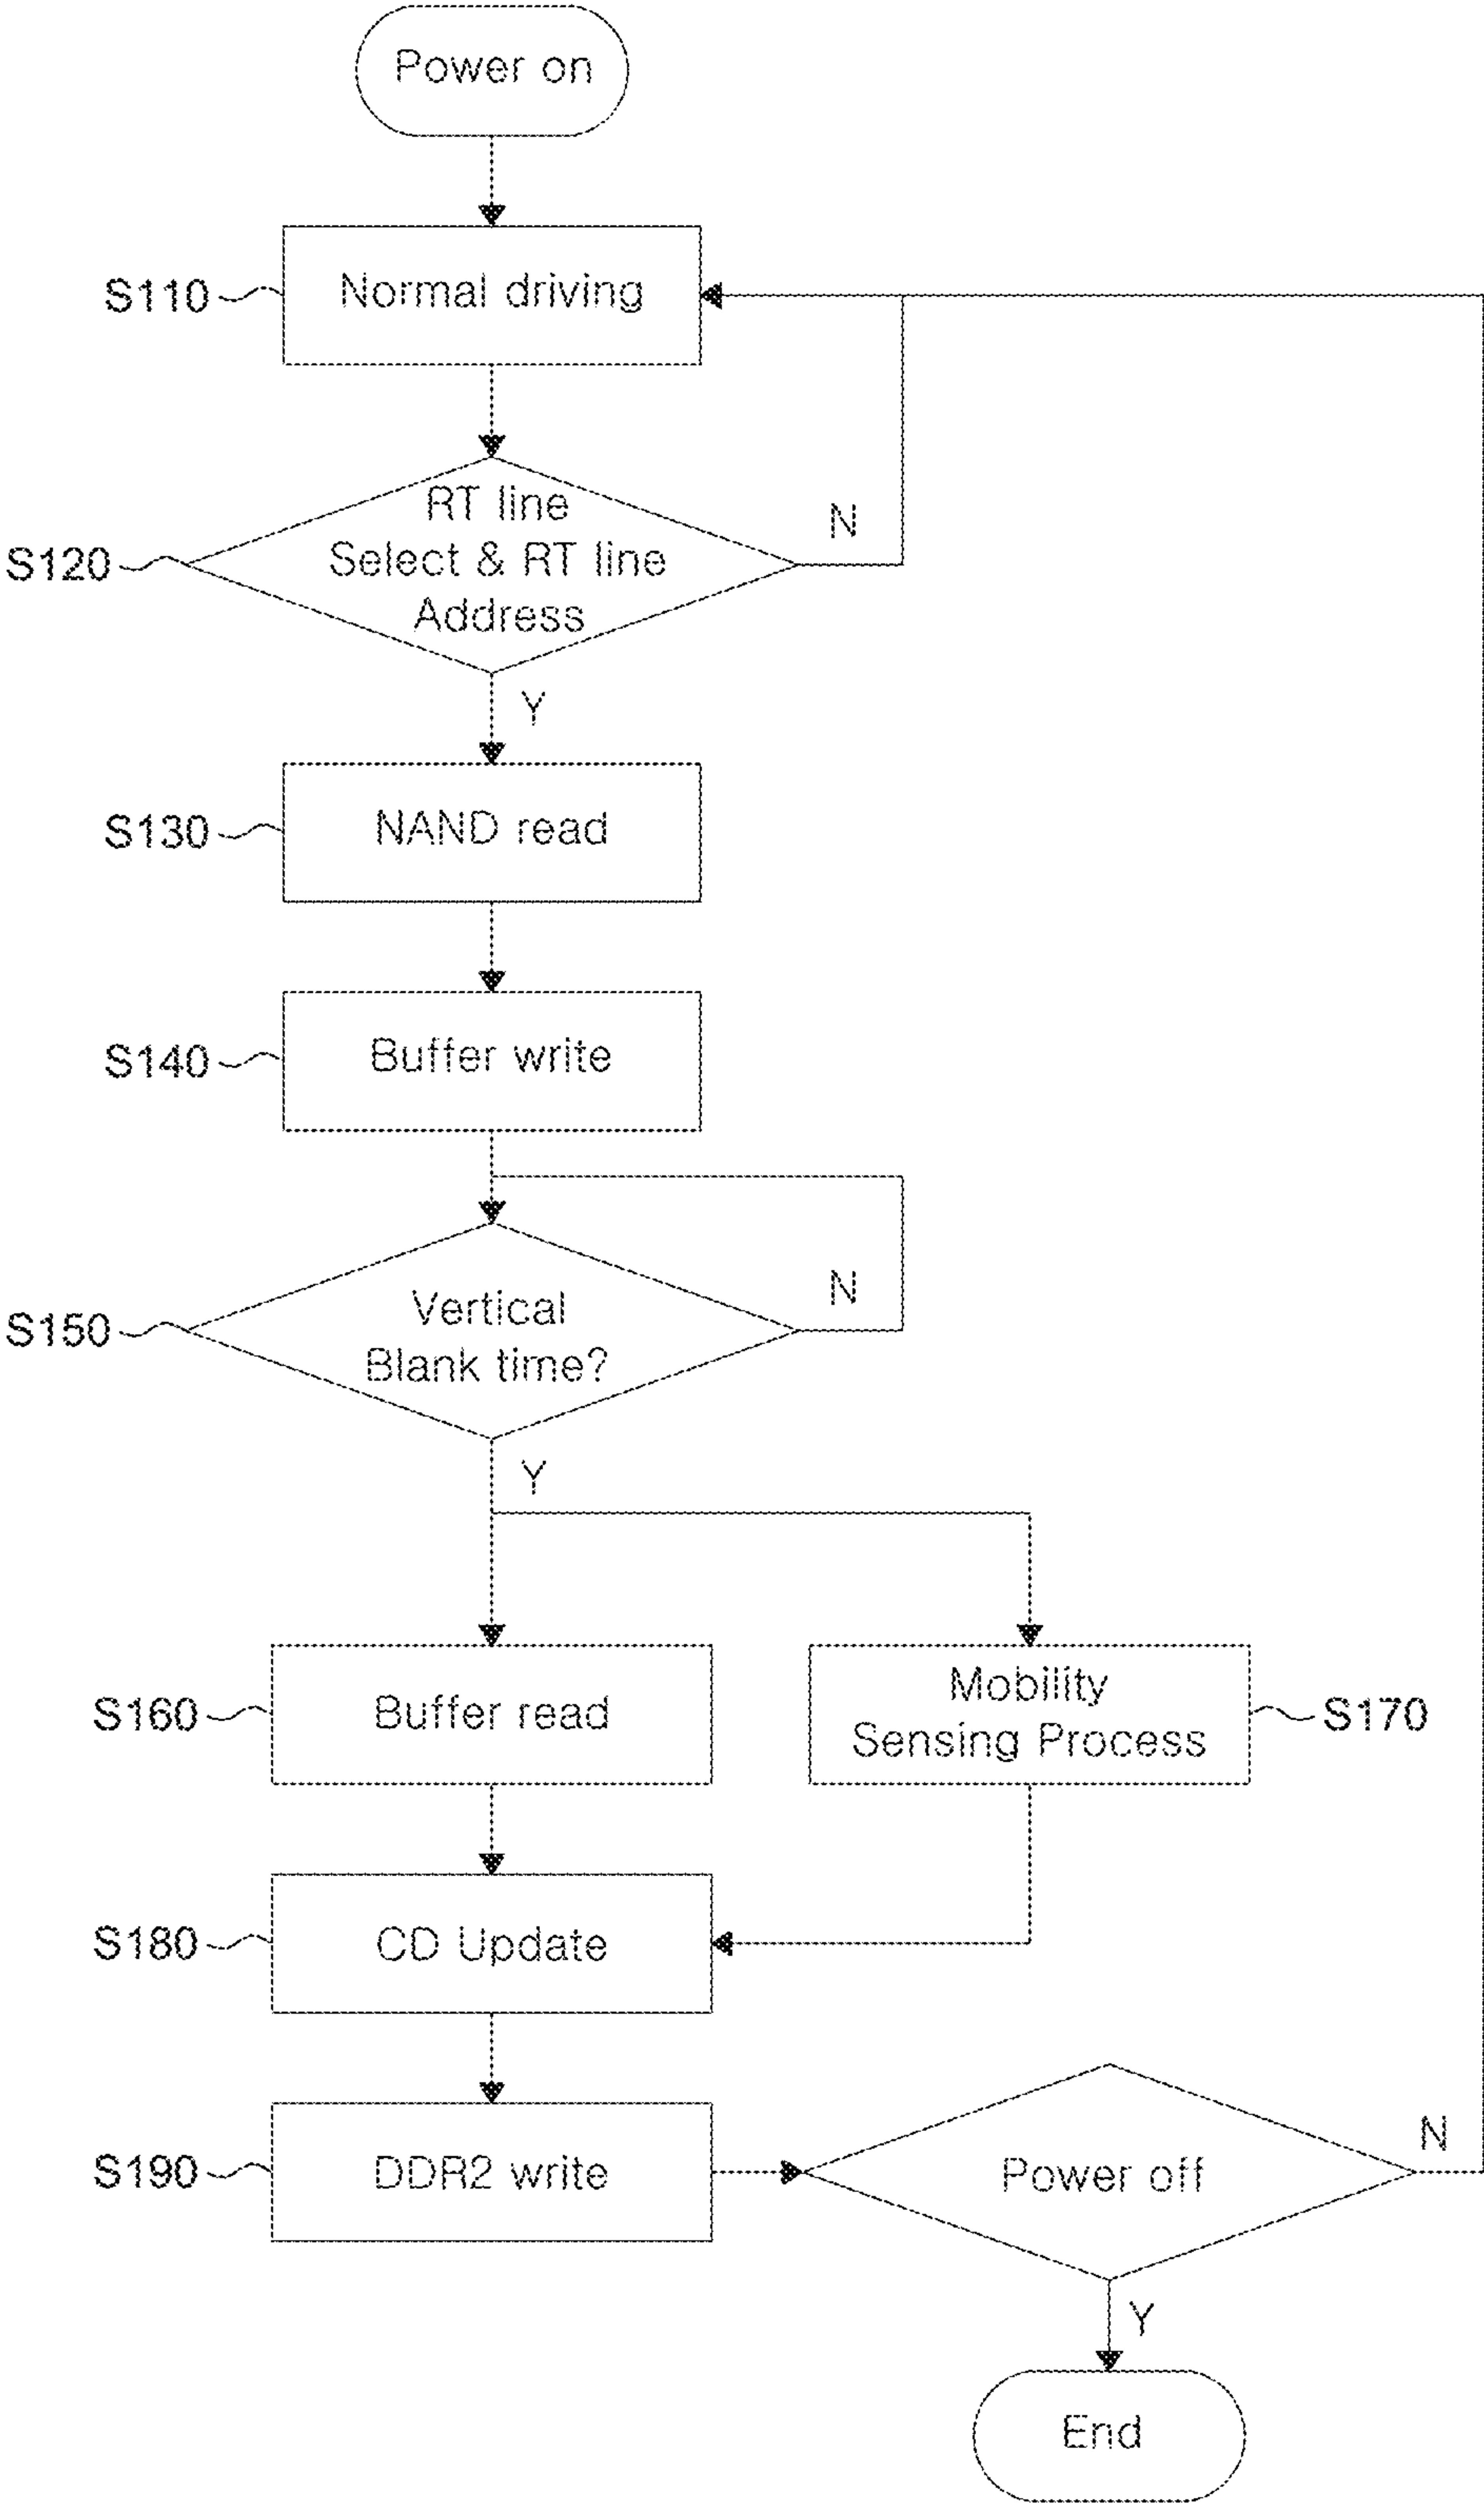 Power on
S110
Normal driving
S120
RT line
Select & RT line
Address
N
Y
S130
NAND read
S140
Buffer write
S150
Vertical
Blank time?
N
Y
S160
Buffer read
Mobility
Sensing Process
S170
S180
CD Update
S190
DDR2 write
Power off
N
Y
End